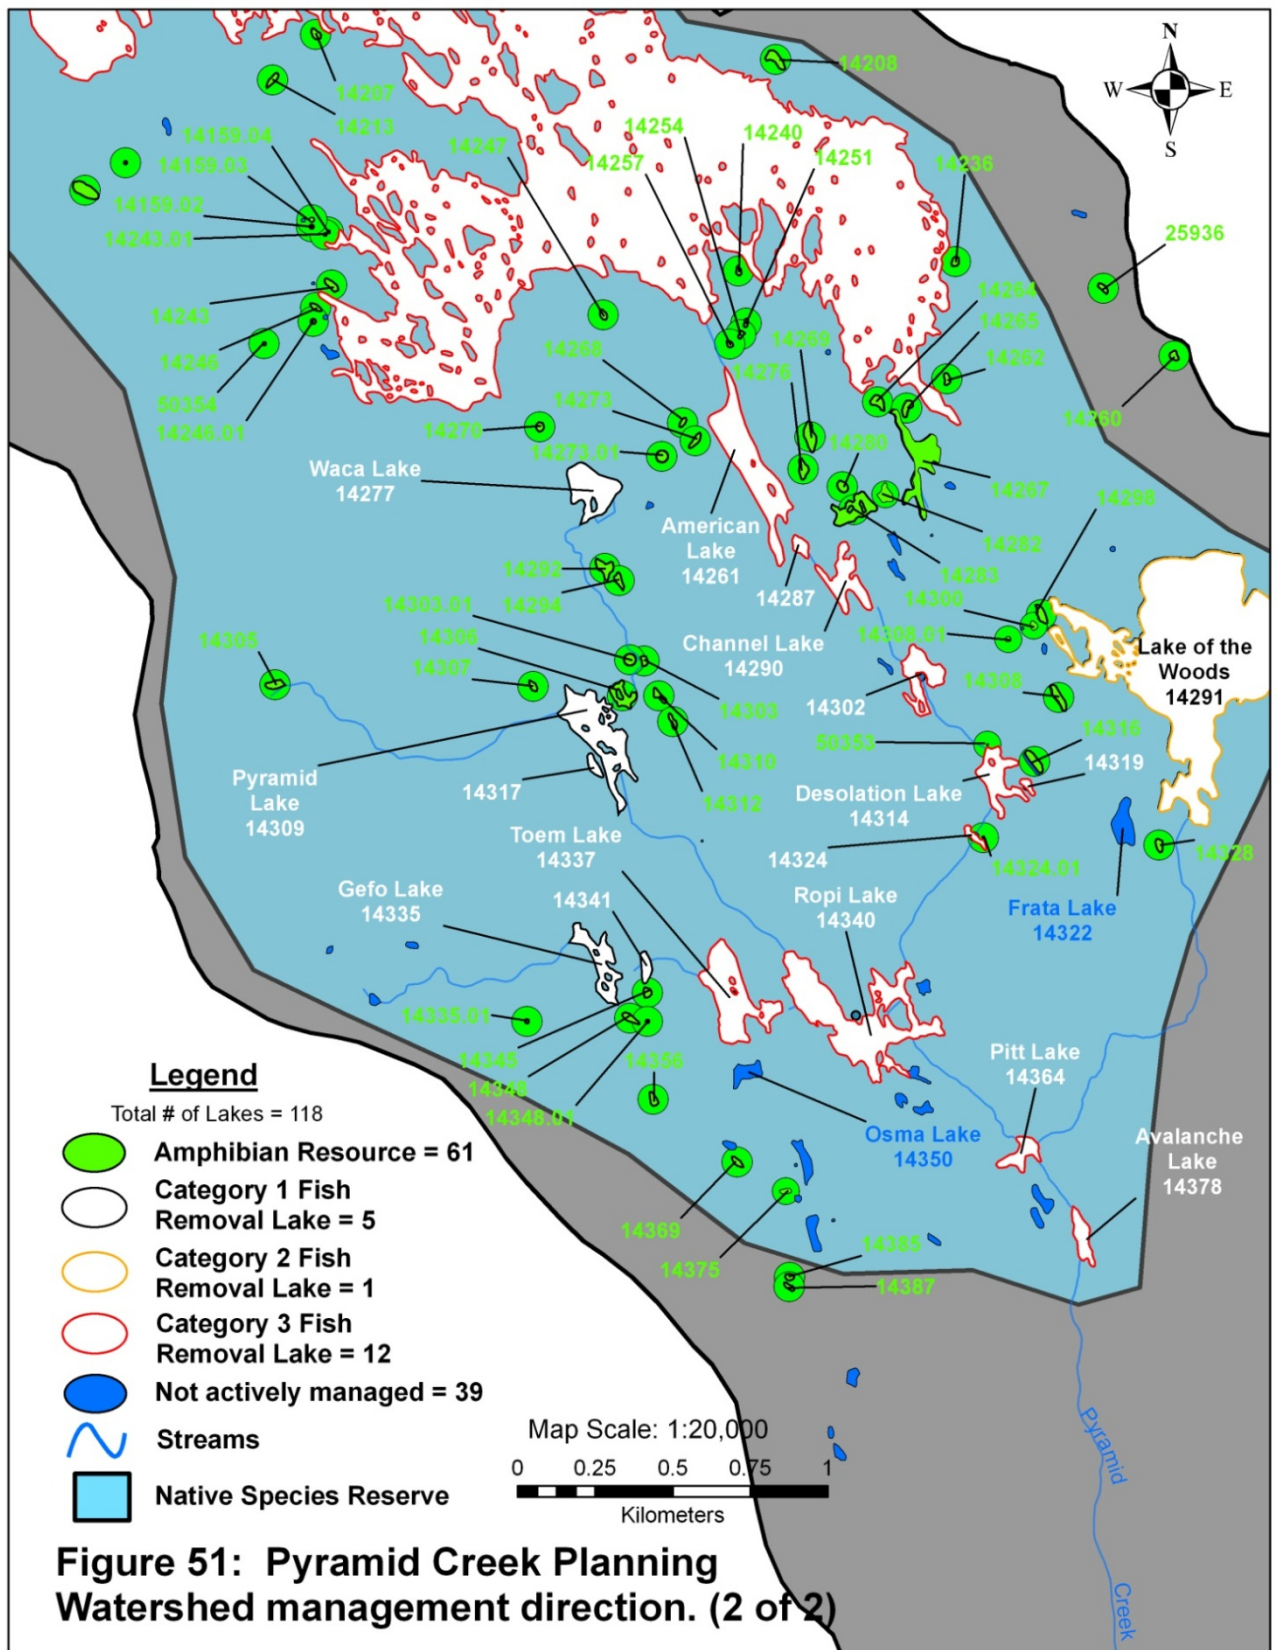 N
W
E
S
14208
14207
14213
14159.04
14159.03
14159.02
14243.01
14247
14254
14257
14240
14251
14236
25936
14243
14246
50354
14246.01
14268
14269
14276
14264
14265
14262
14260
14273
14270
14273.01
14280
14267
14298
Waca Lake
14277
American
Lake
14261
14282
14283
14287
14292
14294
14300
14303.01
14306
14307
14305
Channel Lake
14290
14308.01
Lake of the
Woods
14291
14308
14302
14303
50353
14316
14319
14310
14312
Pyramid
Lake
14309
14317
Desolation Lake
14314
Toem Lake
14337
14324
14324.01
14328
Gefo Lake
14335
14341
Ropi Lake
14340
Frata Lake
14322
14335.01
14345
14348
14348.01
14356
Pitt Lake
14364
Osma Lake
14350
Avalanche
Lake
14378
14369
14375
14385
14387
Pyramid
Creek
Legend
Total # of Lakes = 118
Amphibian Resource = 61
Category 1 Fish
Removal Lake = 5
Category 2 Fish
Removal Lake = 1
Category 3 Fish
Removal Lake = 12
Not actively managed = 39
Streams
Native Species Reserve
Map Scale: 1:20,000
0 0.25 0.5 0.75 1
Kilometers
Figure 51: Pyramid Creek Planning
Watershed management direction. (2 of 2)